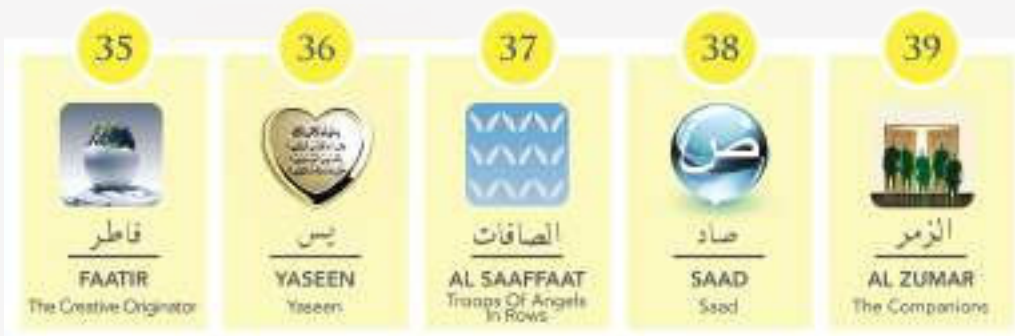 35
36
37
38
39
ص
فاطر
يس
الصافات
صاد
الزمر
FAATIR
YASEEN
AL SAAFFAAT
SAAD
AL ZUMAR
The Creative Originator
Yaseen
Troops Of Angels
In Rows
Saad
The Companions